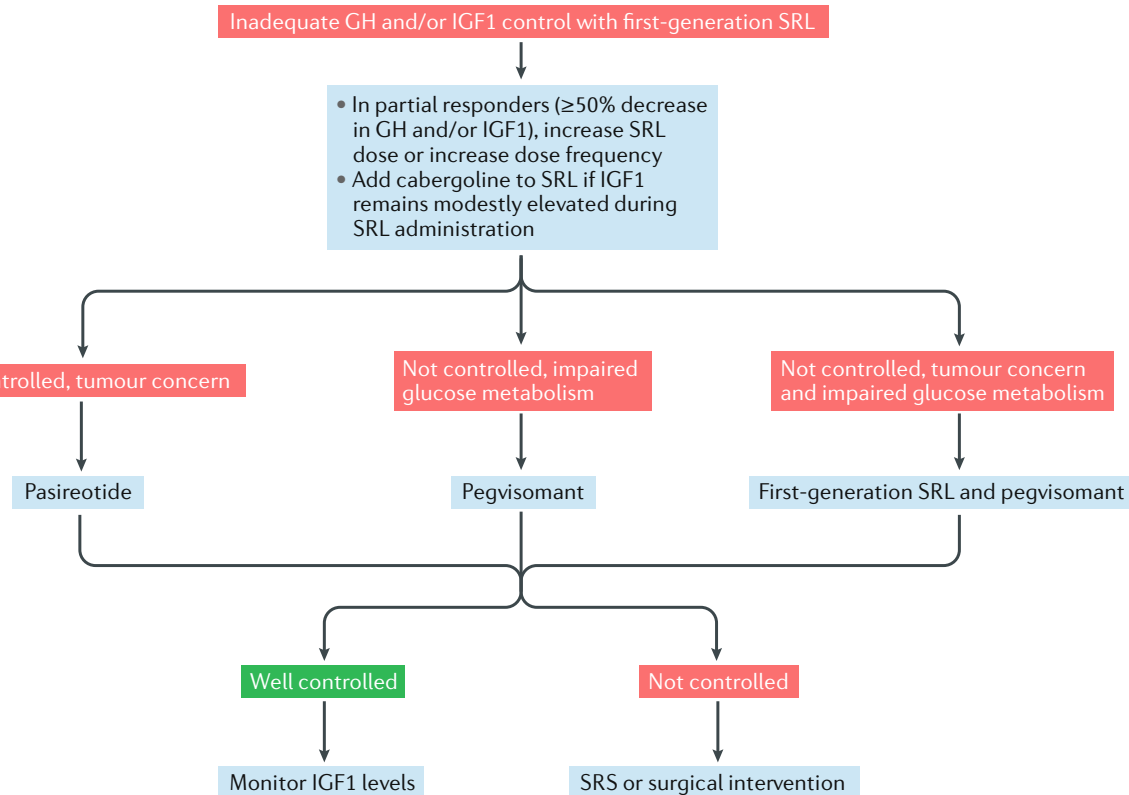 Inadequate GH and/or IGF1 control with first-generation SRL
• In partial responders (≥50% decrease
in GH and/or IGF1), increase SRL
dose or increase dose frequency
• Add cabergoline to SRL if IGF1
remains modestly elevated during
SRL administration
ntrolled, tumour concern
Not controlled, impaired
glucose metabolism
Not controlled, tumour concern
and impaired glucose metabolism
Pasireotide
Pegvisomant
First-generation SRL and pegvisomant
Well controlled
Not controlled
Monitor IGF1 levels
SRS or surgical intervention